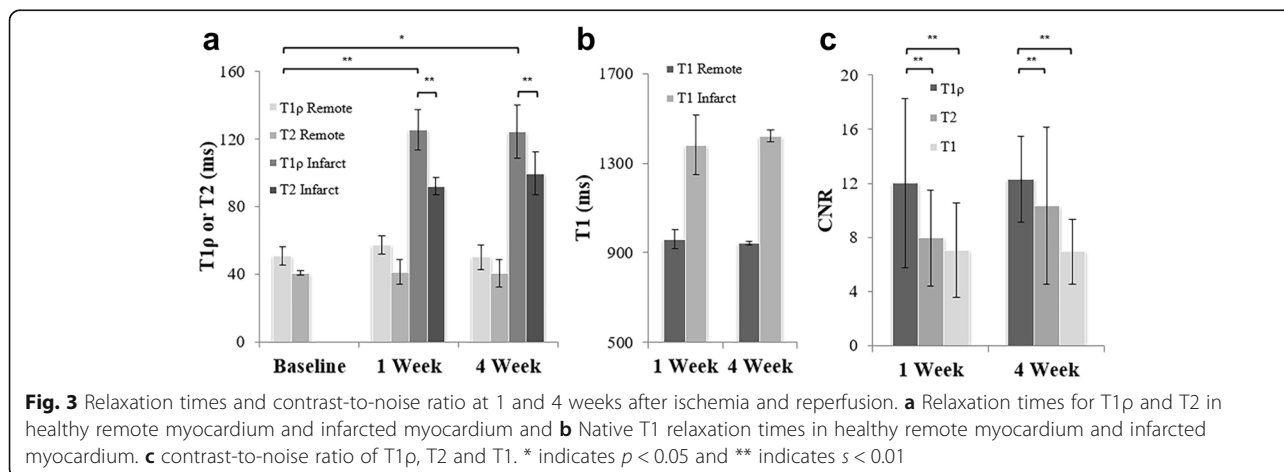 a
*
**
**
**
160
120
80
40
0
T1ρ or T2 (ms)
T1ρ Remote
T2 Remote
T1ρ Infarct
T2 Infarct
Baseline 1 Week 4 Week
b
1700
1300
900
500
T1 (ms)
T1 Remote
T1 Infarct
1 Week 4 Week
c
** **
** **
20
16
12
8
4
0
CNR
T1ρ
T2
T1
1 Week 4 Week
Fig. 3 Relaxation times and contrast-to-noise ratio at 1 and 4 weeks after ischemia and reperfusion. a Relaxation times for T1ρ and T2 in
healthy remote myocardium and infarcted myocardium and b Native T1 relaxation times in healthy remote myocardium and infarcted
myocardium. c contrast-to-noise ratio of T1ρ, T2 and T1. * indicates p < 0.05 and ** indicates s < 0.01